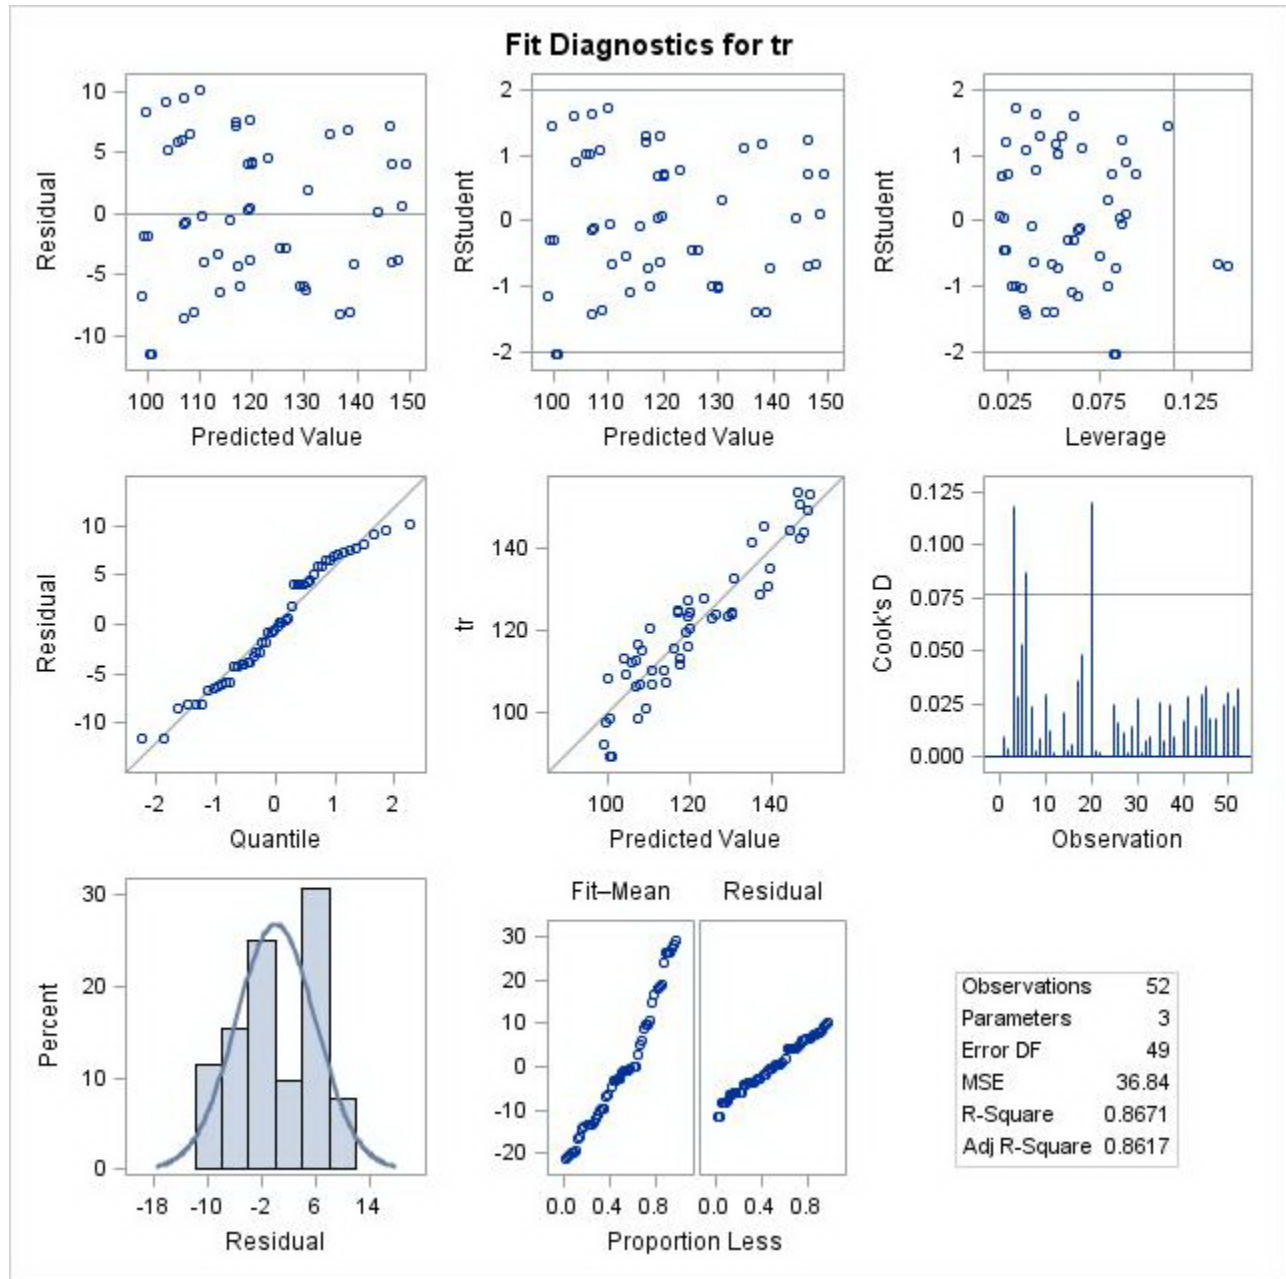 Fit Diagnostics for tr
10
5
0
-5
-10
Residual
100 110 120 130 140 150
Predicted Value
2
1
0
-1
-2
RStudent
100 110 120 130 140 150
Predicted Value
2
1
0
-1
-2
RStudent
0.025 0.075 0.125
Leverage
10
5
0
-5
-10
Residual
-2 -1 0 1 2
Quantile
140
120
100
tr
100 120 140
Predicted Value
0.125
0.100
0.075
0.050
0.025
0.000
Cook's D
0 10 20 30 40 50
Observation
30
20
10
0
Percent
-18 -10 -2 6 14
Residual
Fit–Mean Residual
30
20
10
0
-10
-20
0.0 0.4 0.8 0.0 0.4 0.8
Proportion Less
Observations 52
Parameters 3
Error DF 49
MSE 36.84
R-Square 0.8671
Adj R-Square 0.8617